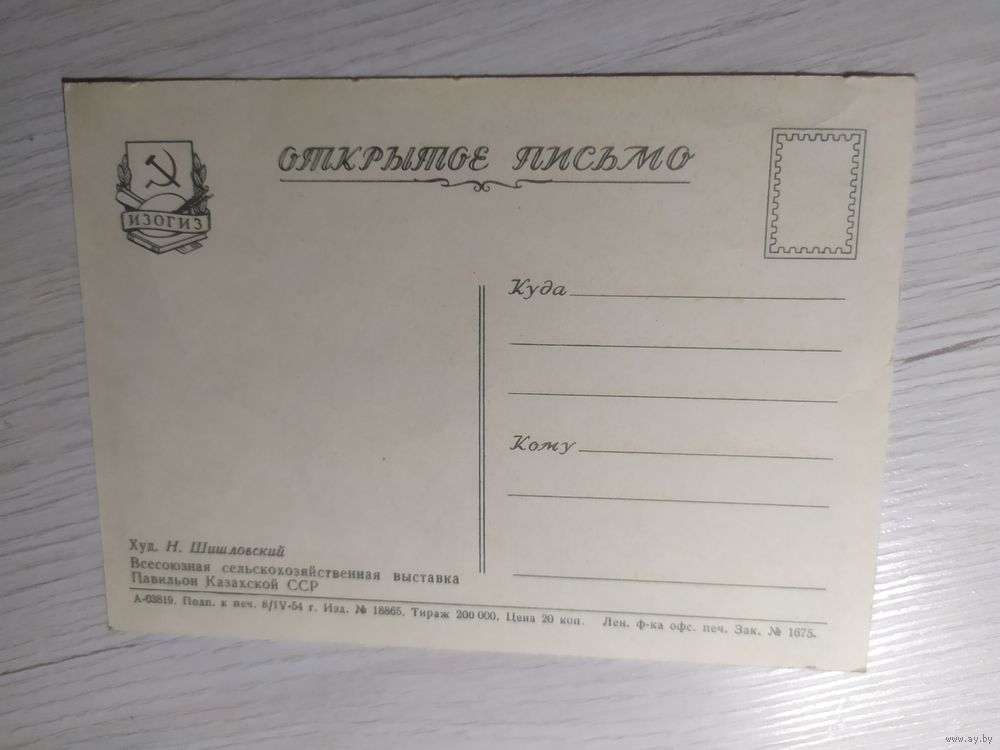 ОТКРЫТОЕ ПИСЬМО
ИЗОГИЗ
Куда
Кому
Худ. Н. Шишловский
Всесоюзная сельскохозяйственная выставка
Павильон Казахской ССР
А-03819. Подп. к печ. 8/IV-54 г. Изд. № 18865. Тираж 200 000. Цена 20 коп. Лен. ф-ка офс. печ. Зак. № 1675.
www.ay.by